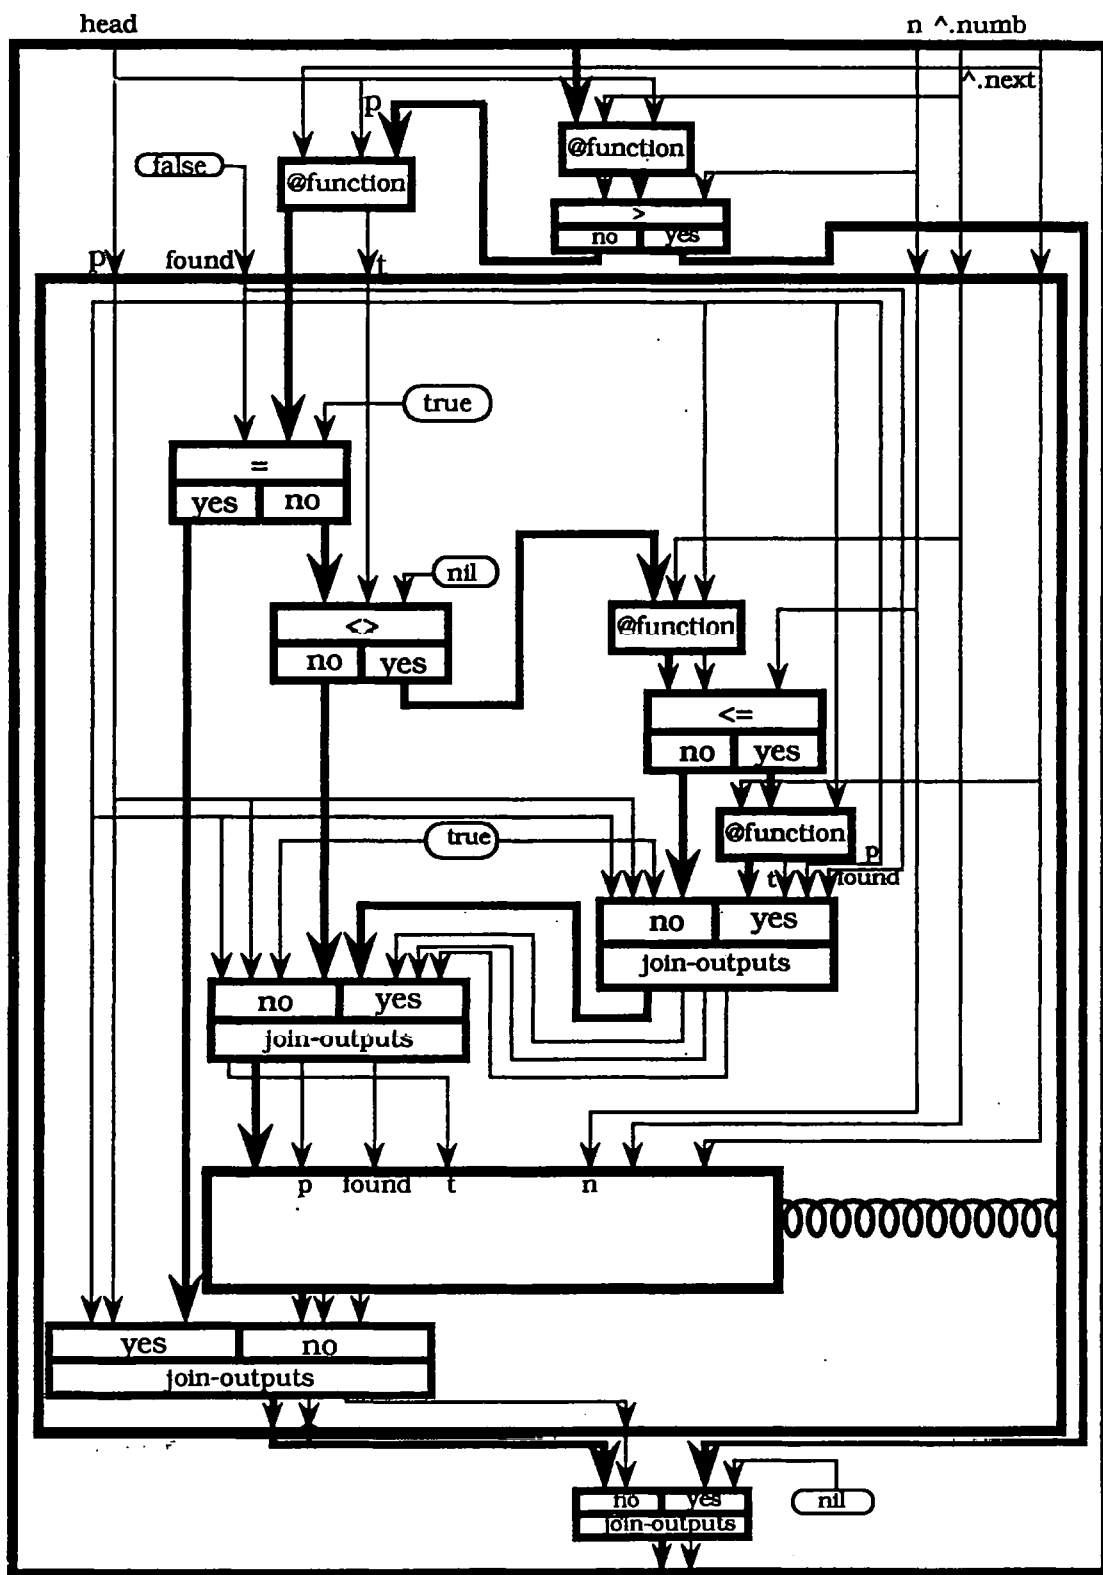 head n ^.numb
^.next
p
@function
false
@function
>
no yes
p found t
true
=
yes no
nil
<>
no yes
@function
<=
no yes
true
@function
p
t found
no yes
join-outputs
no yes
join-outputs
p found t n
yes no
join-outputs
no yes
nil
join-outputs